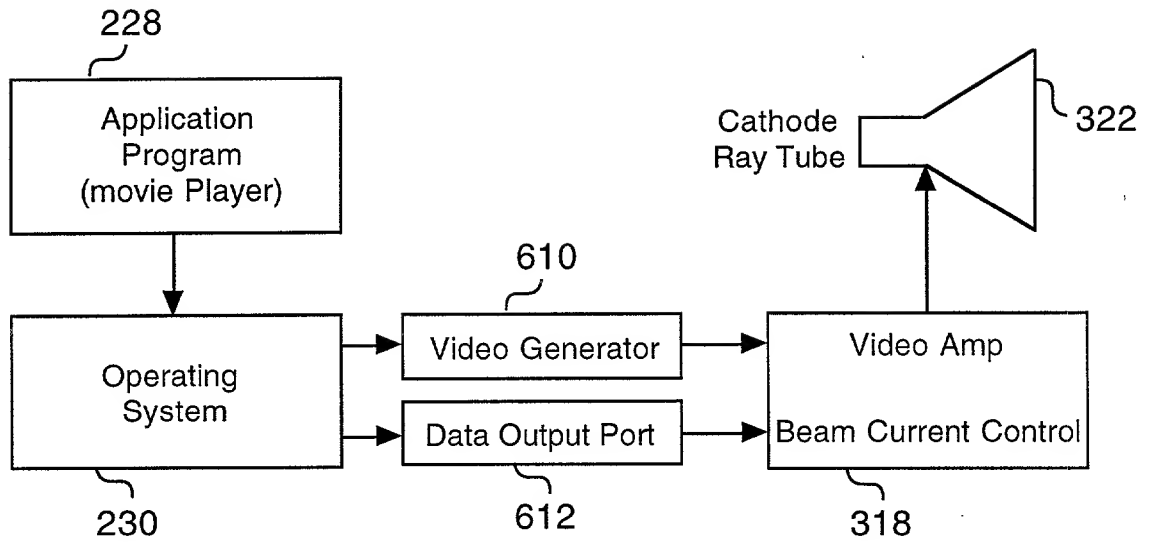 228
Application
Program
(movie Player)
Cathode
Ray Tube
322
610
Operating
System
Video Generator
Data Output Port
Video Amp
Beam Current Control
230
612
318